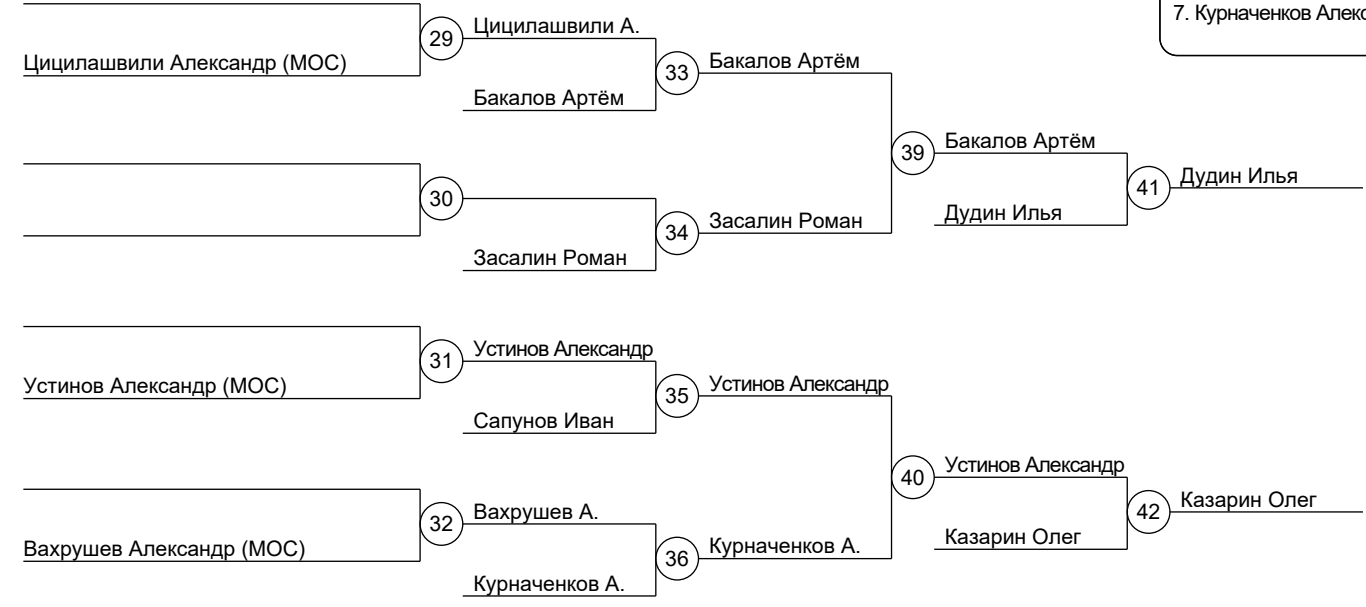 7. Курначенков Алекс
29
Цицилашвили А.
Цицилашвили Александр (МОС)
33
Бакалов Артём
Бакалов Артём
39
Бакалов Артём
41
Дудин Илья
30
Дудин Илья
34
Засалин Роман
Засалин Роман
31
Устинов Александр
Устинов Александр (МОС)
35
Устинов Александр
Сапунов Иван
40
Устинов Александр
42
Казарин Олег
32
Вахрушев А.
Казарин Олег
Вахрушев Александр (МОС)
36
Курначенков А.
Курначенков А.